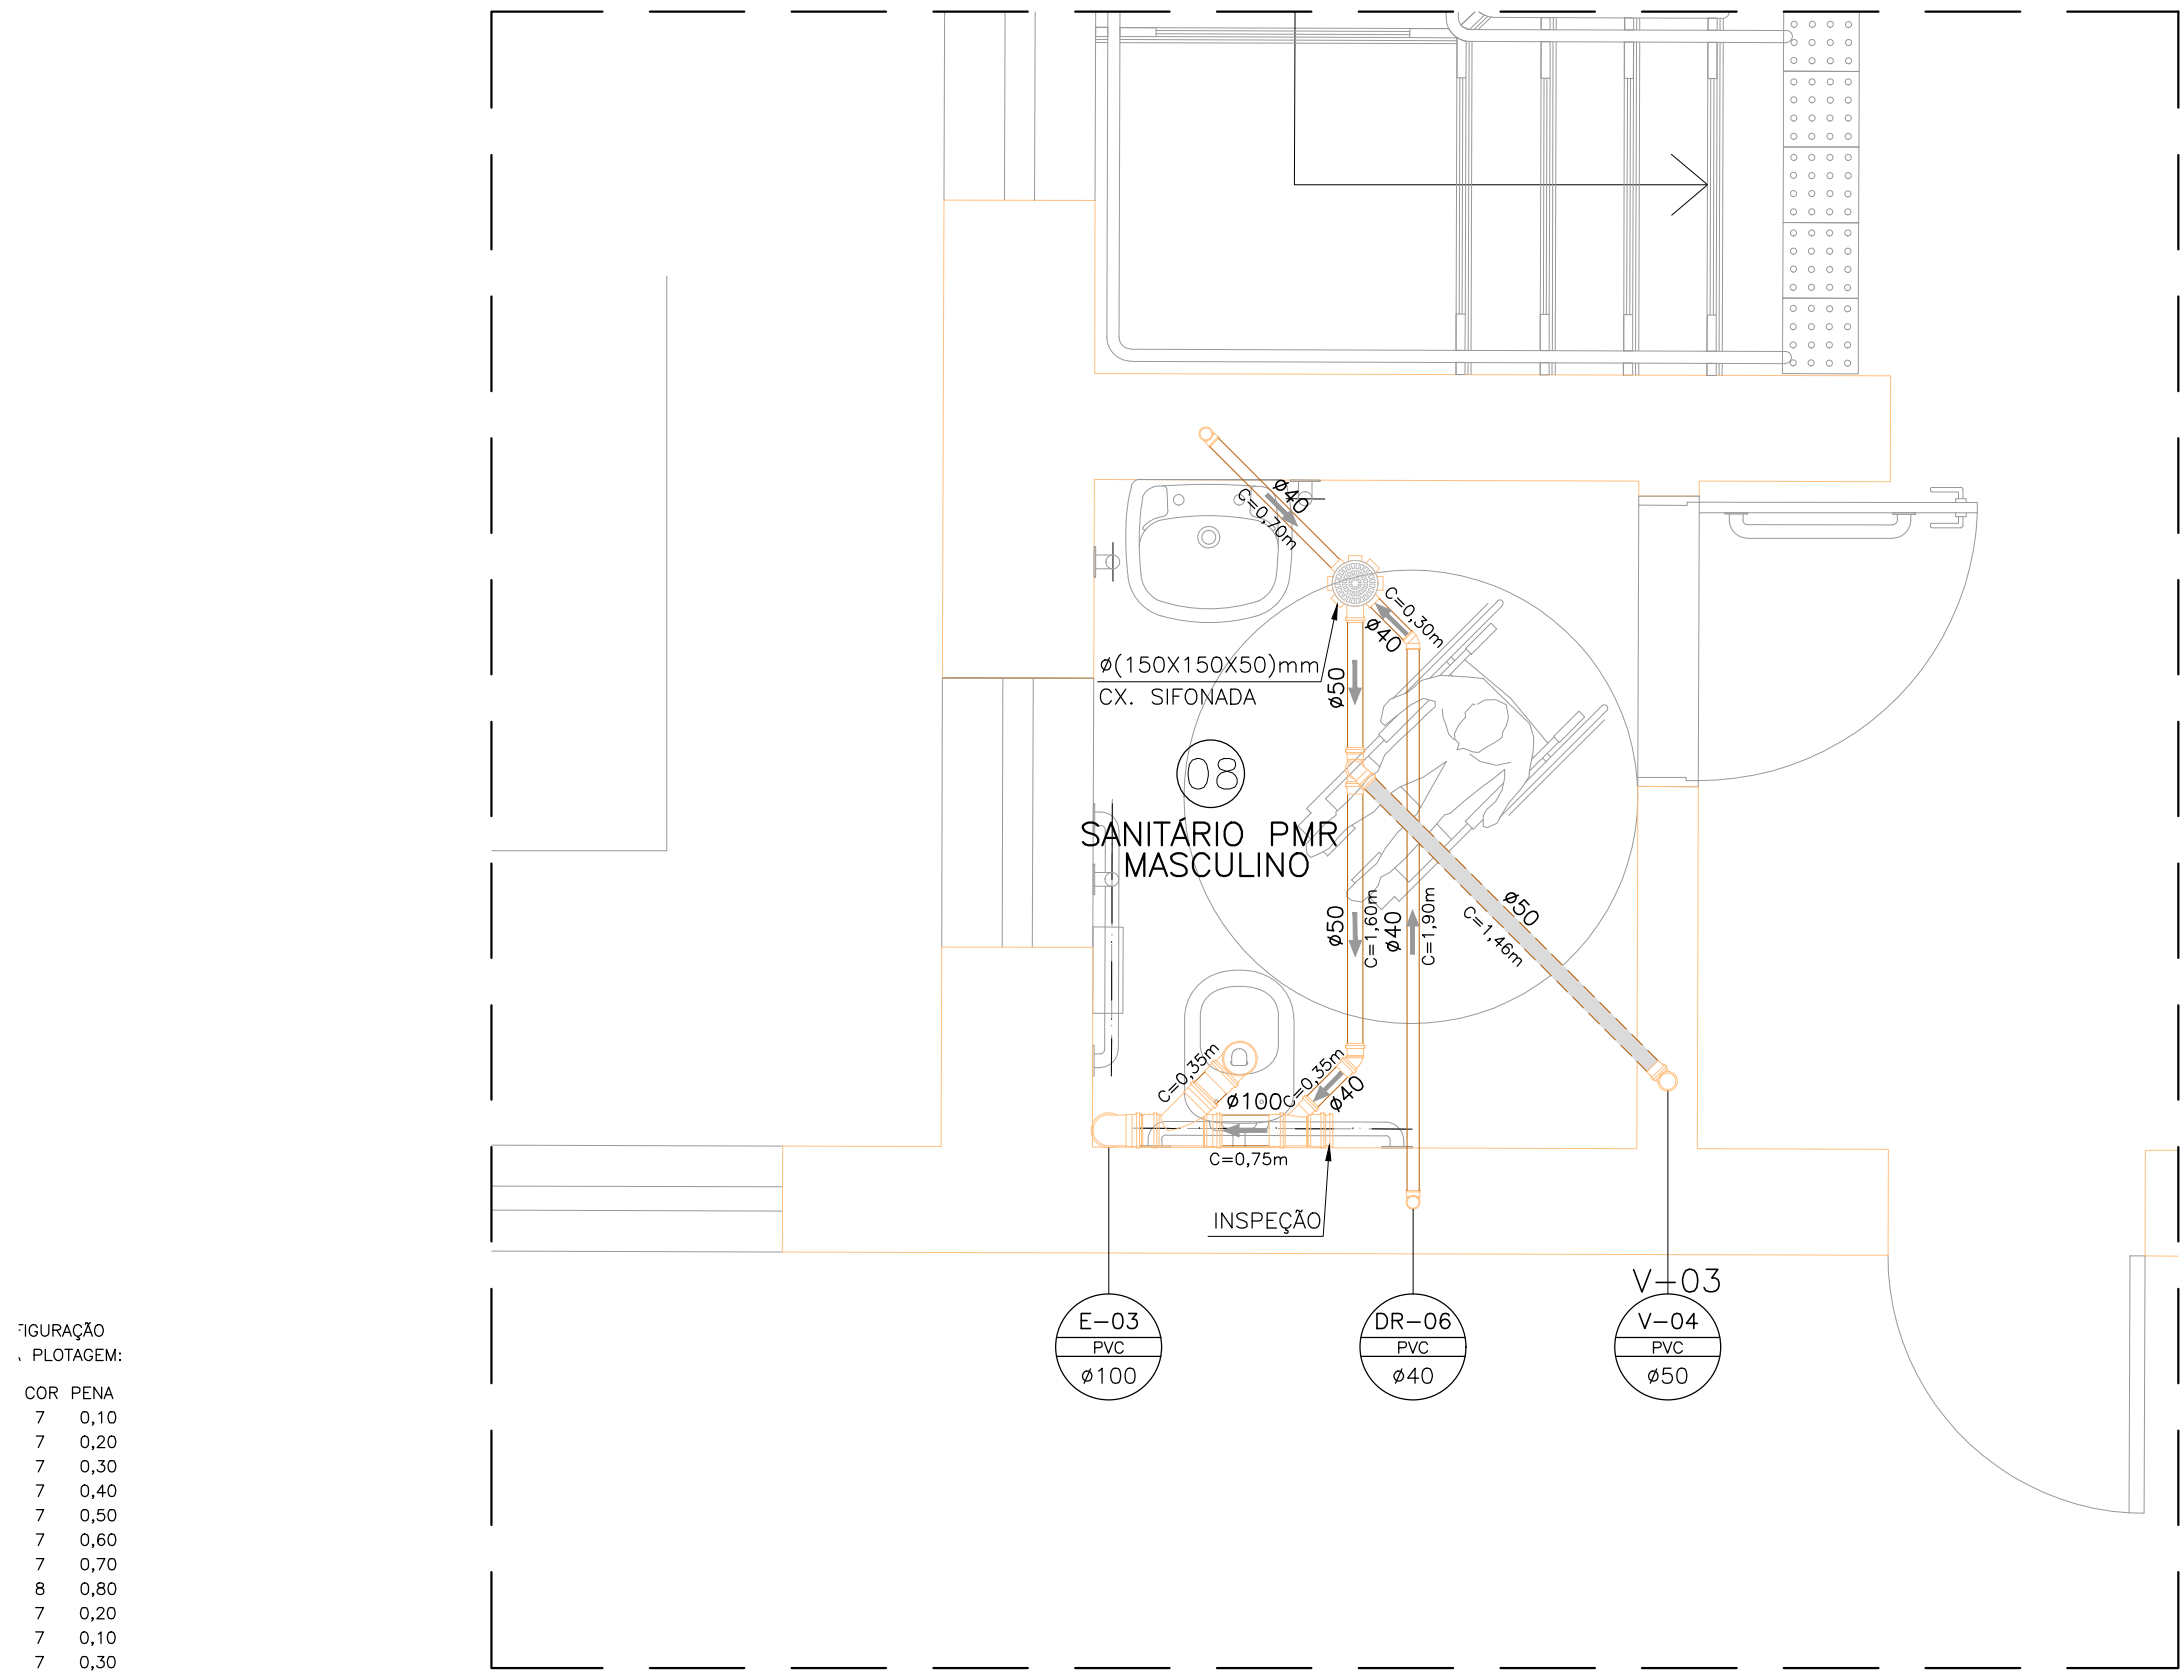 ø40
C=0,70m
C=0,30m
ø40
ø(150X150X50)mm
CX. SIFONADA
ø50
08
SANITÁRIO PMR
MASCULINO
ø50
C=1,60m
ø40
C=1,90m
ø50
C=1,46m
C=0,35m
ø100
C=0,35m
ø40
C=0,75m
INSPEÇÃO
V-03
E-03
PVC
ø100
DR-06
PVC
ø40
V-04
PVC
ø50
IGURAÇÃO
PLOTAGEM:
COR PENA
7 0,10
7 0,20
7 0,30
7 0,40
7 0,50
7 0,60
7 0,70
8 0,80
7 0,20
7 0,10
7 0,30